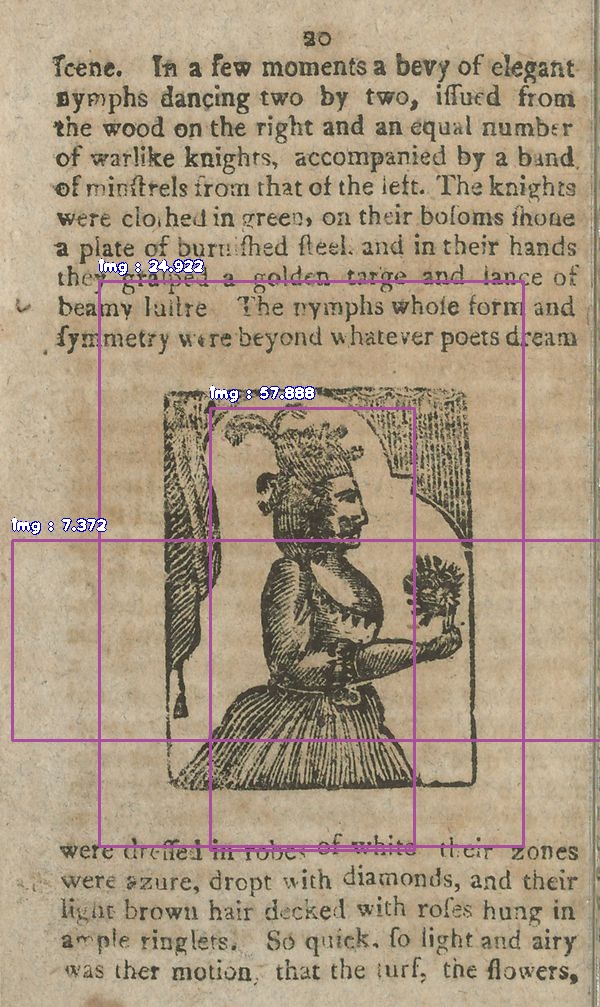 20
ſcene. In a few moments a bevy of elegant
nymphs dancing two by two, iſſued from
the wood on the right and an equal number
of warlike knights, accompanied by a band
of minſtrels from that of the left. The knights
were clothed in green, on their boſoms ſhone
a plate of burniſhed ſteel. and in their hands
they graſped a golden targe and lance of
img : 24.922
beamy luſtre The nymphs whoſe form and
ſymmetry were beyond whatever poets dream
img : 57.888
img : 7.372
were dreſſed in robes of white their zones
were azure, dropt with diamonds, and their
light brown hair decked with roſes hung in
ample ringlets. So quick, ſo light and airy
was ther motion, that the turf, the flowers,